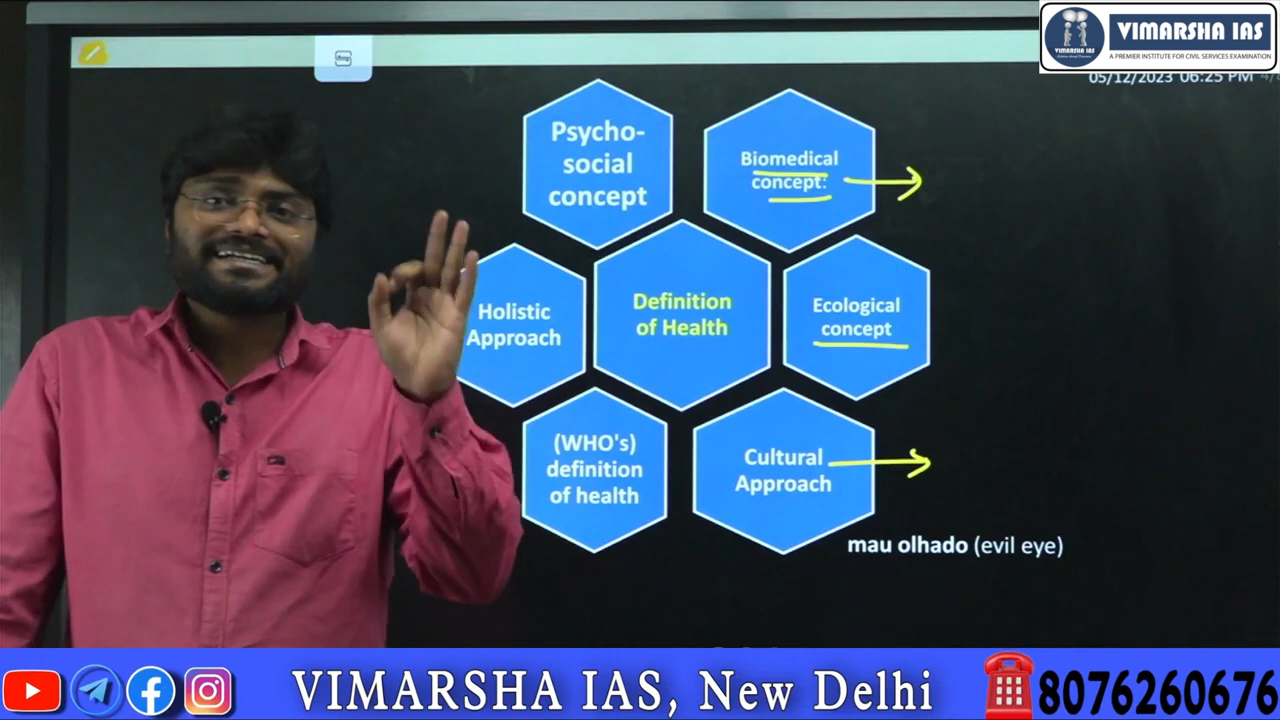 VIMARSHA IAS
A PREMIER INSTITUTE FOR CIVIL SERVICES EXAMINATION
VIMARSHA IAS
05/12/2023 06:25 PM
Psycho-
social
concept
Biomedical
concept:
Holistic
Approach
Definition
of Health
Ecological
concept
(WHO's)
definition
of health
Cultural
Approach
mau olhado (evil eye)
VIMARSHA IAS, New Delhi
8076260676